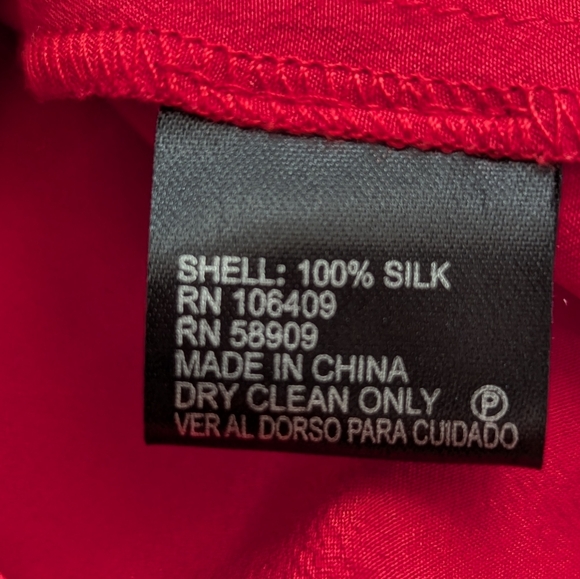 SHELL: 100% SILK
RN 106409
RN 58909
MADE IN CHINA
DRY CLEAN ONLY Ⓟ
VER AL DORSO PARA CUIDADO